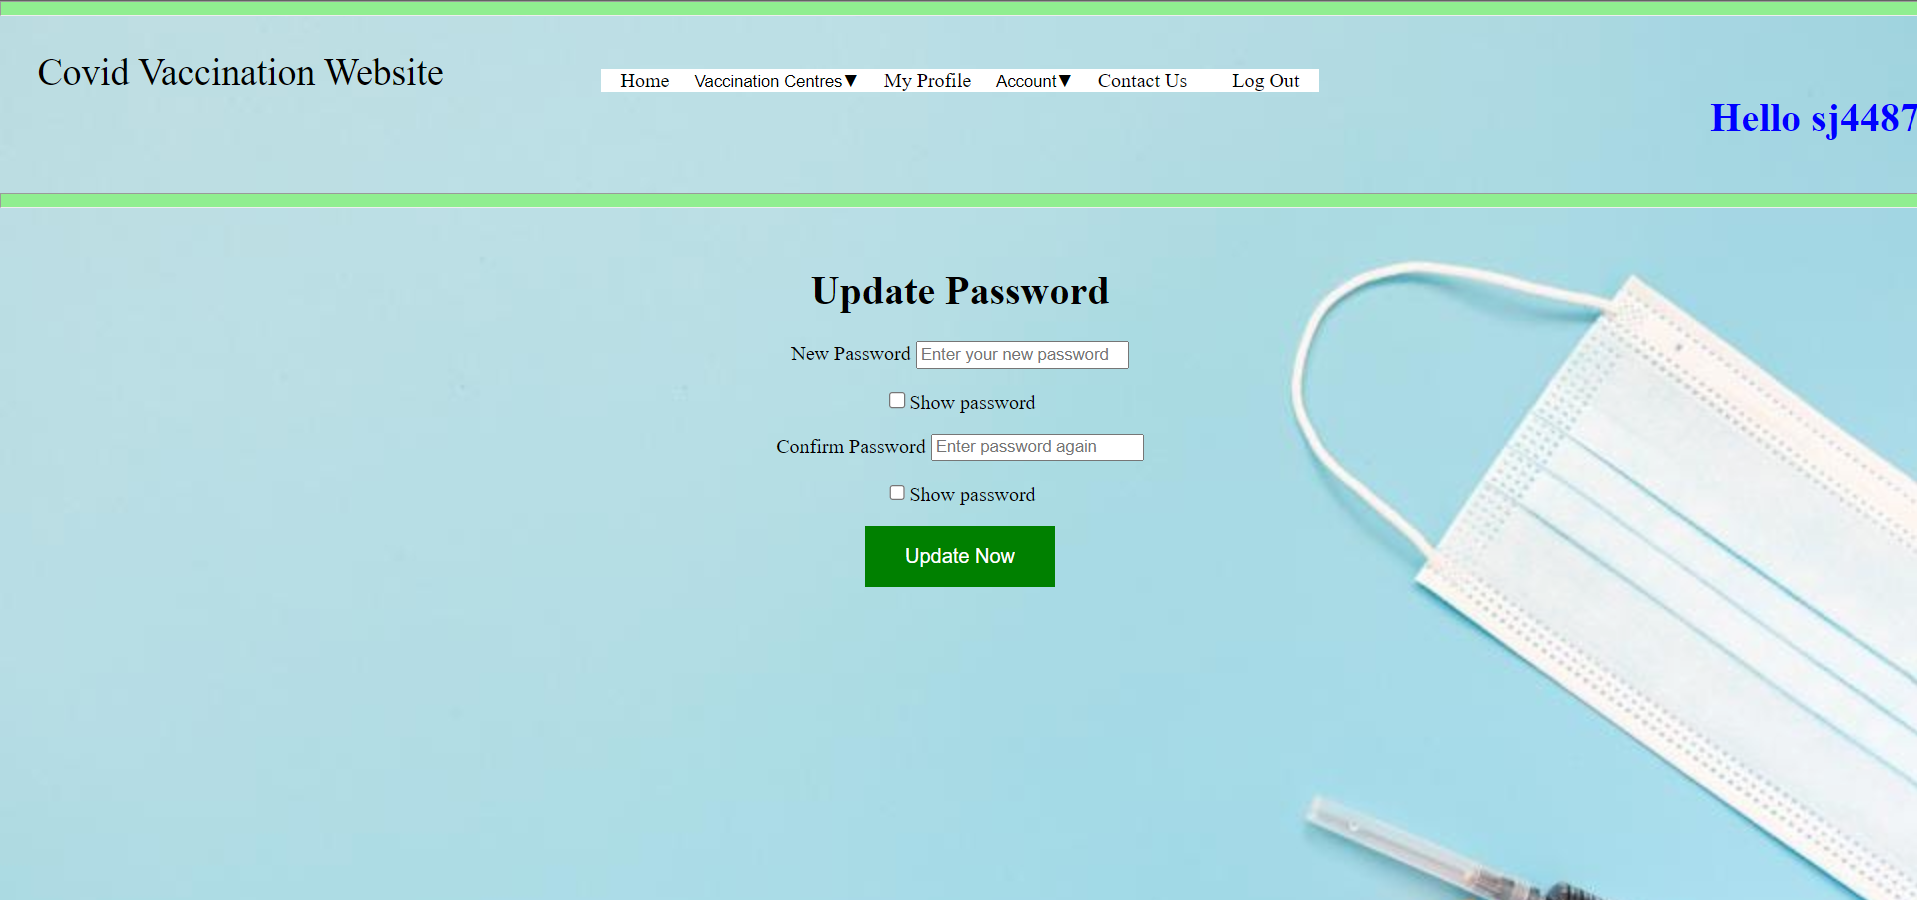 Covid Vaccination Website
Home Vaccination Centres▼ My Profile Account▼ Contact Us Log Out
Hello sj4487
Update Password
New Password Enter your new password
Show password
Confirm Password Enter password again
Show password
Update Now